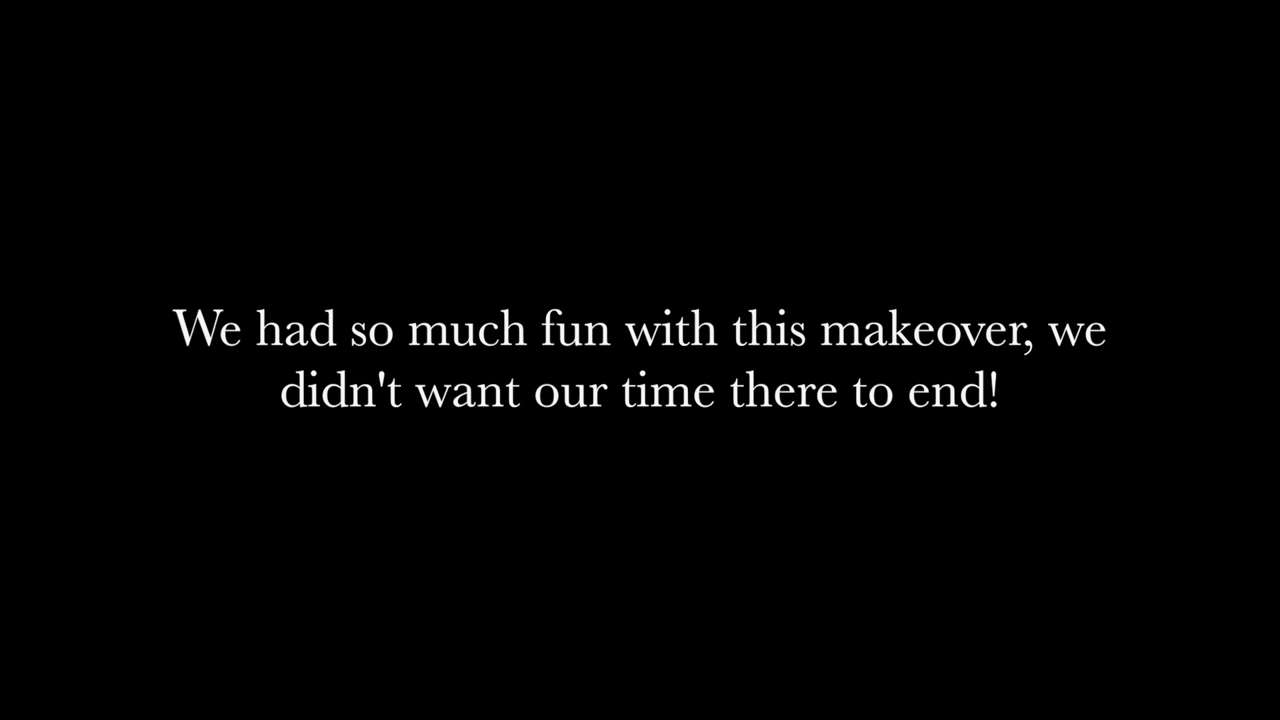 We had so much fun with this makeover, we
didn't want our time there to end!